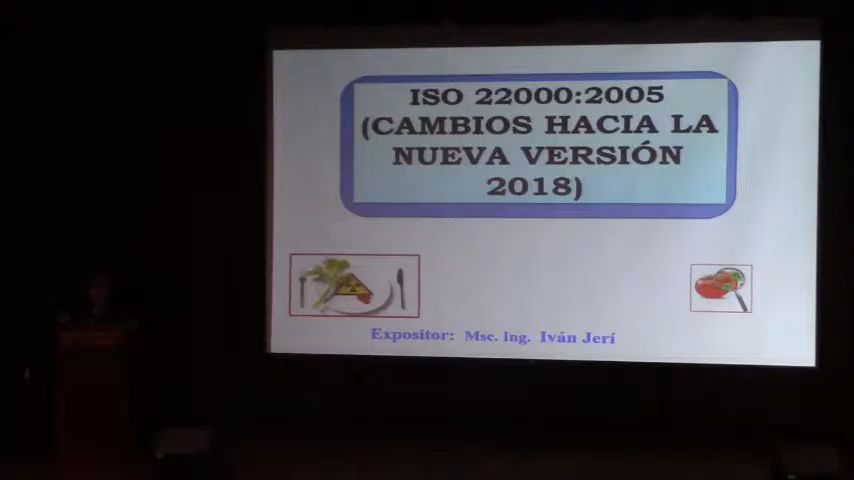 ISO 22000:2005
(CAMBIOS HACIA LA
NUEVA VERSIÓN
2018)
Expositor: Msc. Ing. Iván Jerí